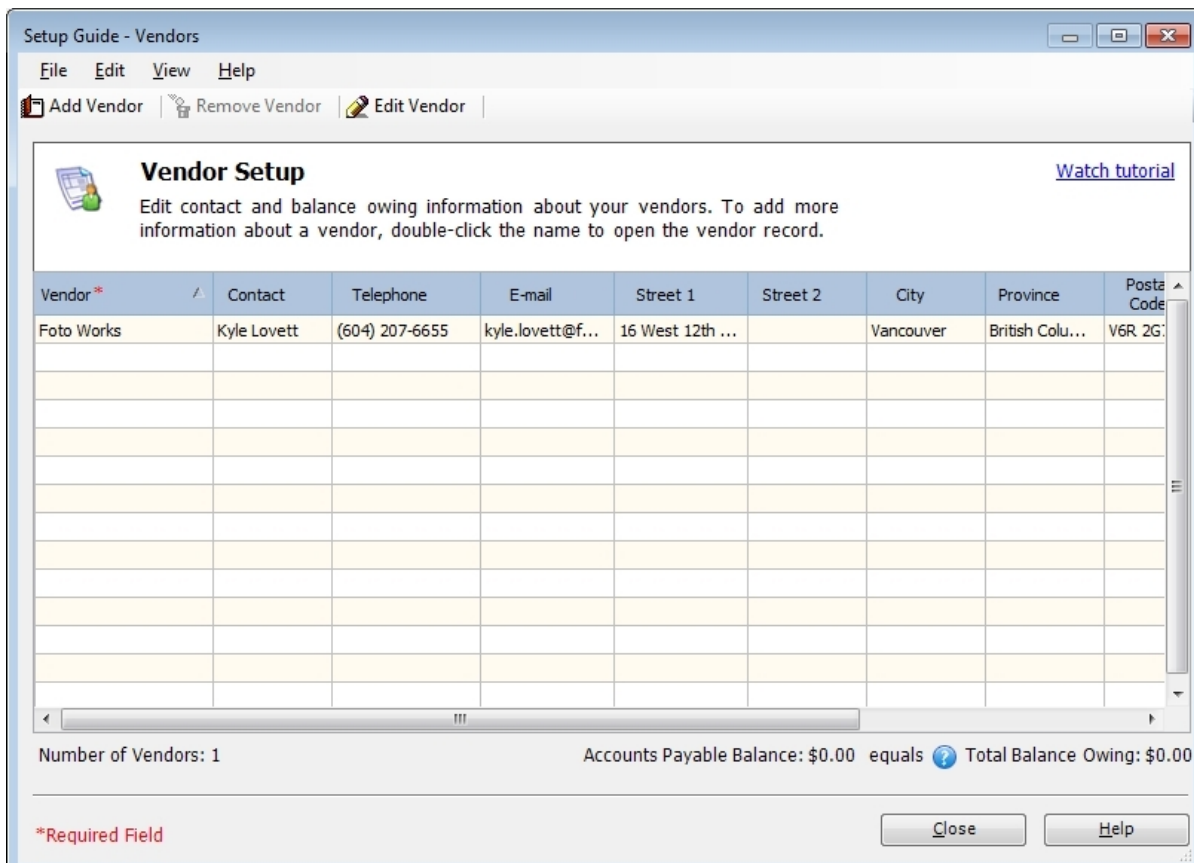 Setup Guide - Vendors
File Edit View Help
Add Vendor Remove Vendor Edit Vendor
Vendor Setup
Watch tutorial
Edit contact and balance owing information about your vendors. To add more
information about a vendor, double-click the name to open the vendor record.
Vendor* Contact Telephone E-mail Street 1 Street 2 City Province Posta
Code
Foto Works Kyle Lovett (604) 207-6655 kyle.lovett@f... 16 West 12th ... Vancouver British Colu... V6R 2G
Number of Vendors: 1 Accounts Payable Balance: $0.00 equals ? Total Balance Owing: $0.00
*Required Field Close Help